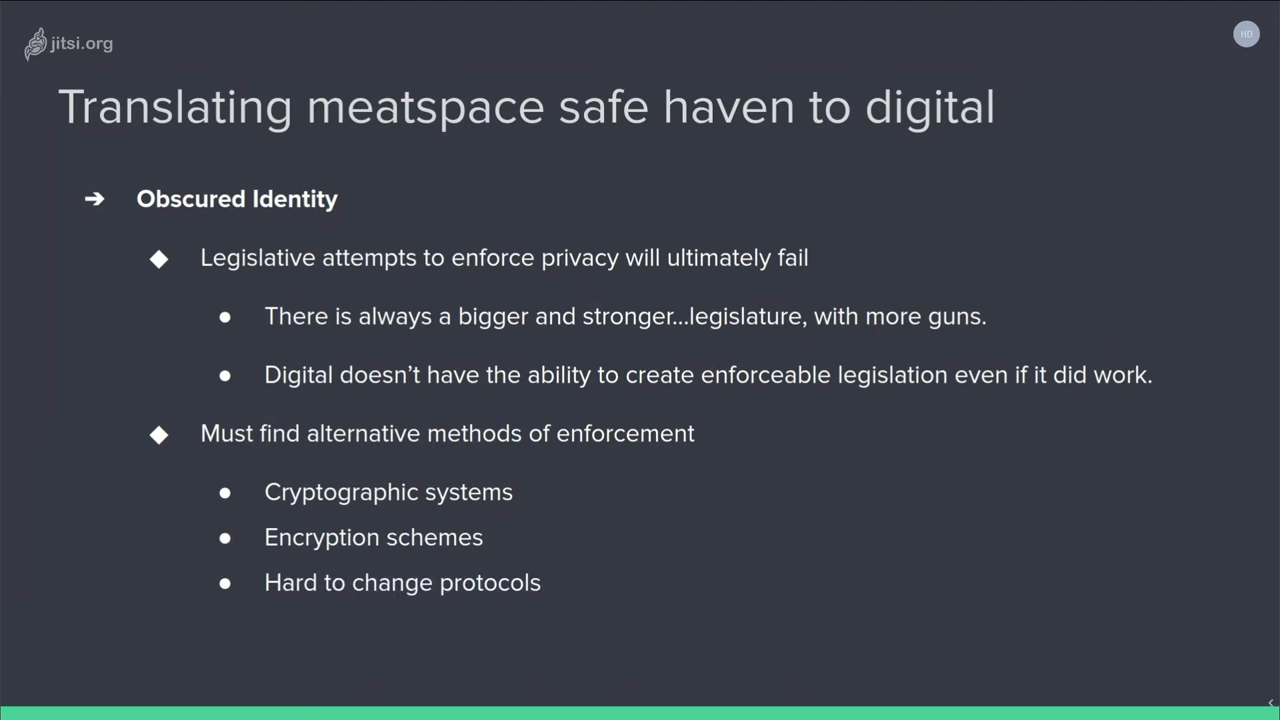 jitsi.org
HD
Translating meatspace safe haven to digital
➔ Obscured Identity
◆ Legislative attempts to enforce privacy will ultimately fail
● There is always a bigger and stronger...legislature, with more guns.
● Digital doesn’t have the ability to create enforceable legislation even if it did work.
◆ Must find alternative methods of enforcement
● Cryptographic systems
● Encryption schemes
● Hard to change protocols